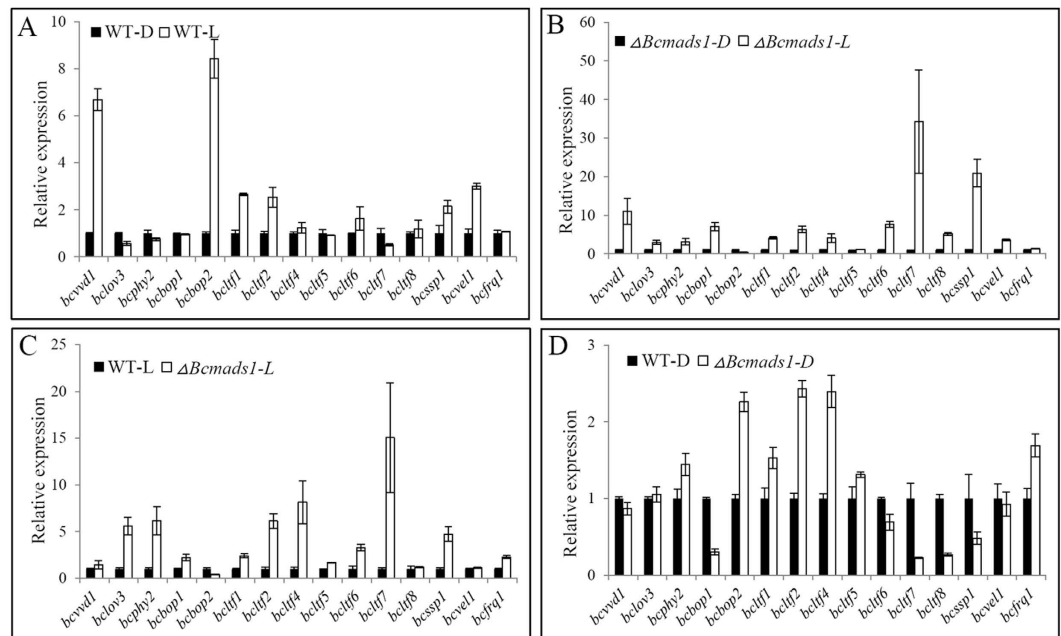 A
WT-D WT-L
Relative expression
10
8
6
4
2
0
bcvvd1 bclov3 bcphy2 bcbop1 bcbop2 bcltf1 bcltf2 bcltf4 bcltf5 bcltf6 bcltf7 bcltf8 bcssp1 bcvel1 bcfrq1
B
ΔBcmads1-D ΔBcmads1-L
Relative expression
60
50
40
30
20
10
0
bcvvd1 bclov3 bcphy2 bcbop1 bcbop2 bcltf1 bcltf2 bcltf4 bcltf5 bcltf6 bcltf7 bcltf8 bcssp1 bcvel1 bcfrq1
C
WT-L ΔBcmads1-L
Relative expression
25
20
15
10
5
0
bcvvd1 bclov3 bcphy2 bcbop1 bcbop2 bcltf1 bcltf2 bcltf4 bcltf5 bcltf6 bcltf7 bcltf8 bcssp1 bcvel1 bcfrq1
D
WT-D ΔBcmads1-D
Relative expression
3
2
1
0
bcvvd1 bclov3 bcphy2 bcbop1 bcbop2 bcltf1 bcltf2 bcltf4 bcltf5 bcltf6 bcltf7 bcltf8 bcssp1 bcvel1 bcfrq1